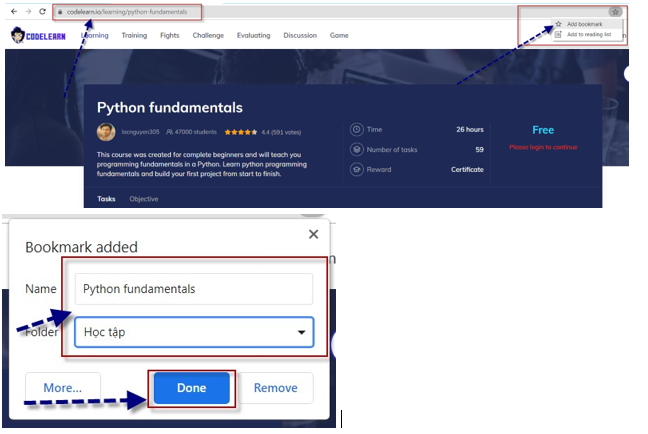 codelearn.io/learning/python-fundamentals
Add bookmark
Add to reading list
CODELEARN Learning Training Fights Challenge Evaluating Discussion Game
Python fundamentals
locnguyen305 47000 students 4.4 (591 votes)
This course was created for complete beginners and will teach you
programming fundamentals in a Python. Learn python programming
fundamentals and build your first project from start to finish.
Time 26 hours
Number of tasks 59
Reward Certificate
Free
Please login to continue
Tasks Objective
Bookmark added
Name Python fundamentals
Folder Học tập
More... Done Remove